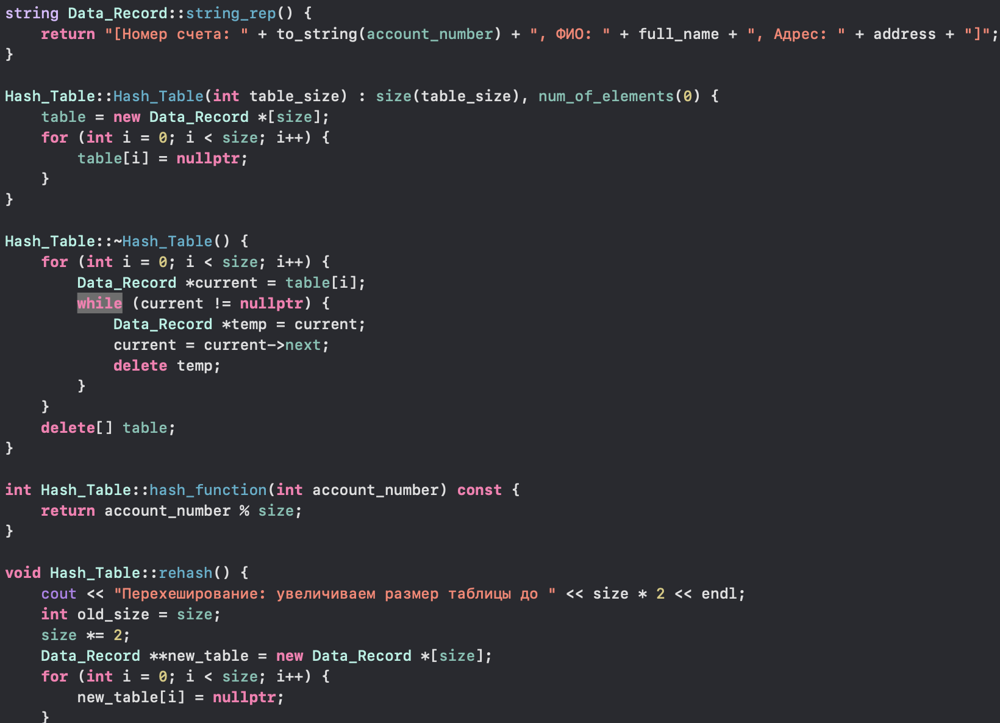 string Data_Record::string_rep() {
    return "[Номер счета: " + to_string(account_number) + ", ФИО: " + full_name + ", Адрес: " + address + "]";
}

Hash_Table::Hash_Table(int table_size) : size(table_size), num_of_elements(0) {
    table = new Data_Record *[size];
    for (int i = 0; i < size; i++) {
        table[i] = nullptr;
    }
}

Hash_Table::~Hash_Table() {
    for (int i = 0; i < size; i++) {
        Data_Record *current = table[i];
        while (current != nullptr) {
            Data_Record *temp = current;
            current = current->next;
            delete temp;
        }
    }
    delete[] table;
}

int Hash_Table::hash_function(int account_number) const {
    return account_number % size;
}

void Hash_Table::rehash() {
    cout << "Перехеширование: увеличиваем размер таблицы до " << size * 2 << endl;
    int old_size = size;
    size *= 2;
    Data_Record **new_table = new Data_Record *[size];
    for (int i = 0; i < size; i++) {
        new_table[i] = nullptr;
    }